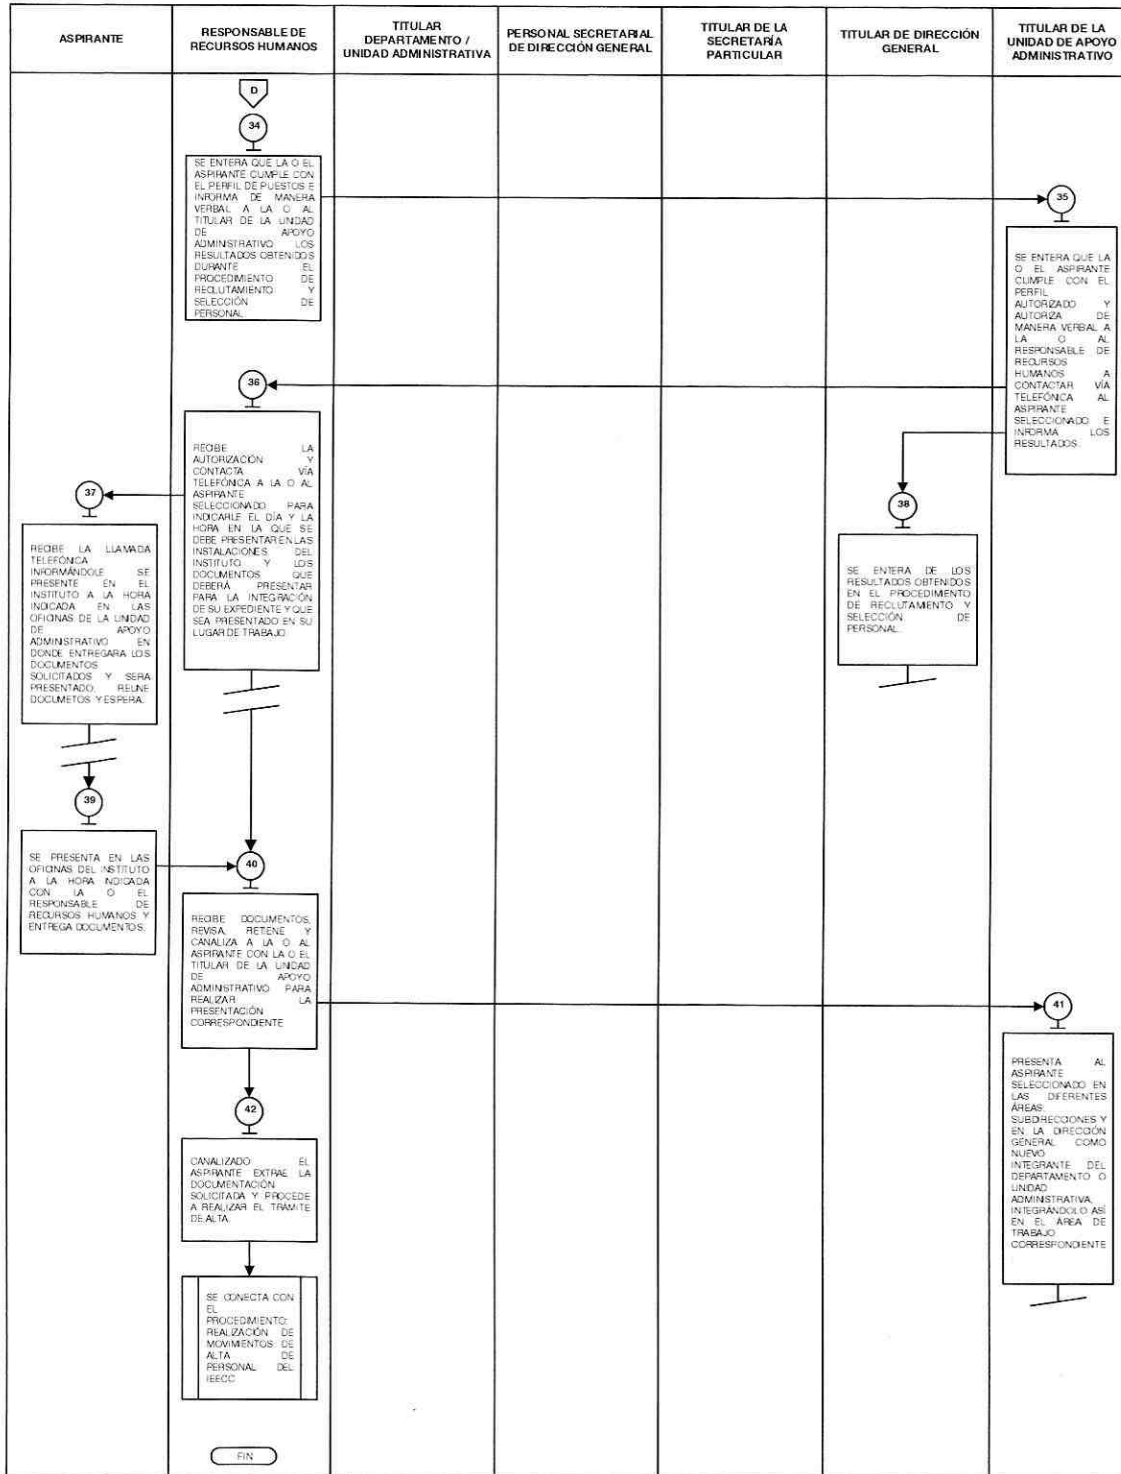 ASPIRANTE
RESPONSABLE DE
RECURSOS HUMANOS
TITULAR
DEPARTAMENTO /
UNIDAD ADMINISTRATIVA
PERSONAL SECRETARIAL
DE DIRECCIÓN GENERAL
TITULAR DE LA
SECRETARÍA
PARTICULAR
TITULAR DE DIRECCIÓN
GENERAL
TITULAR DE LA
UNIDAD DE APOYO
ADMINISTRATIVO
D
34
SE ENTERA QUE LA O EL
ASPIRANTE CUMPLE CON
EL PERFIL DE PUESTOS E
INFORMA DE MANERA
VERBAL A LA O AL
TITULAR DE LA UNIDAD
DE APOYO
ADMINISTRATIVO LOS
RESULTADOS OBTENIDOS
DURANTE EL
PROCEDIMIENTO DE
RECLUTAMIENTO Y
SELECCIÓN DE
PERSONAL
35
SE ENTERA QUE LA
O EL ASPIRANTE
CUMPLE CON EL
PERFIL
AUTORIZADO Y
AUTORIZA DE
MANERA VERBAL A
LA O AL
RESPONSABLE DE
RECURSOS
HUMANOS A
CONTACTAR VÍA
TELEFÓNICA AL
ASPIRANTE
SELECCIONADO E
INFORMA LOS
RESULTADOS.
36
RECIBE LA
AUTORIZACIÓN Y
CONTACTA VÍA
TELEFÓNICA A LA O AL
ASPIRANTE
SELECCIONADO PARA
INDICARLE EL DÍA Y LA
HORA EN LA QUE SE
DEBE PRESENTAR EN LAS
INSTALACIONES DEL
INSTITUTO Y LOS
DOCUMENTOS QUE
DEBERÁ PRESENTAR
PARA LA INTEGRACIÓN
DE SU EXPEDIENTE Y QUE
SEA PRESENTADO EN SU
LUGAR DE TRABAJO
37
RECIBE LA LLAMADA
TELEFÓNICA
INFORMÁNDOLE SE
PRESENTE EN EL
INSTITUTO A LA HORA
INDICADA EN LAS
OFICINAS DE LA UNIDAD
DE APOYO
ADMINISTRATIVO EN
DONDE ENTREGARA LOS
DOCUMENTOS
SOLICITADOS Y SERA
PRESENTADO, REUNE
DOCUMETOS Y ESPERA.
38
SE ENTERA DE LOS
RESULTADOS OBTENIDOS
EN EL PROCEDIMIENTO
DE RECLUTAMIENTO Y
SELECCIÓN DE
PERSONAL.
39
SE PRESENTA EN LAS
OFICINAS DEL INSTITUTO
A LA HORA INDICADA
CON LA O EL
RESPONSABLE DE
RECURSOS HUMANOS Y
ENTREGA DOCUMENTOS.
40
RECIBE DOCUMENTOS,
REVISA, RETIENE Y
CANALIZA A LA O AL
ASPIRANTE CON LA O EL
TITULAR DE LA UNIDAD
DE APOYO
ADMINISTRATIVO PARA
REALIZAR LA
PRESENTACIÓN
CORRESPONDIENTE
41
PRESENTA AL
ASPIRANTE
SELECCIONADO EN
LAS DIFERENTES
ÁREAS:
SUBDIRECCIONES Y
EN LA DIRECCIÓN
GENERAL COMO
NUEVO
INTEGRANTE DEL
DEPARTAMENTO O
UNIDAD
ADMINISTRATIVA,
INTEGRÁNDOLO ASÍ
EN EL ÁREA DE
TRABAJO
CORRESPONDIENTE
42
CANALIZADO EL
ASPIRANTE EXTRAE LA
DOCUMENTACIÓN
SOLICITADA Y PROCEDE
A REALIZAR EL TRÁMITE
DE ALTA.
SE CONECTA CON
EL
PROCEDIMIENTO:
REALIZACIÓN DE
MOVIMIENTOS DE
ALTA DE
PERSONAL DEL
IEECC
FIN